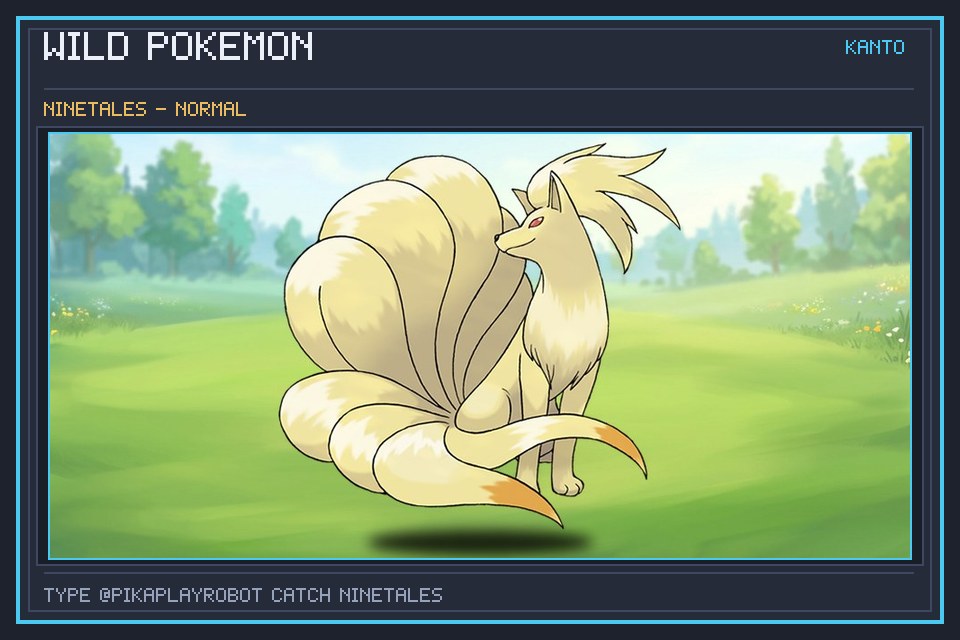 WILD POKEMON
KANTO
NINETALES - NORMAL
TYPE @PIKAPLAYROBOT CATCH NINETALES